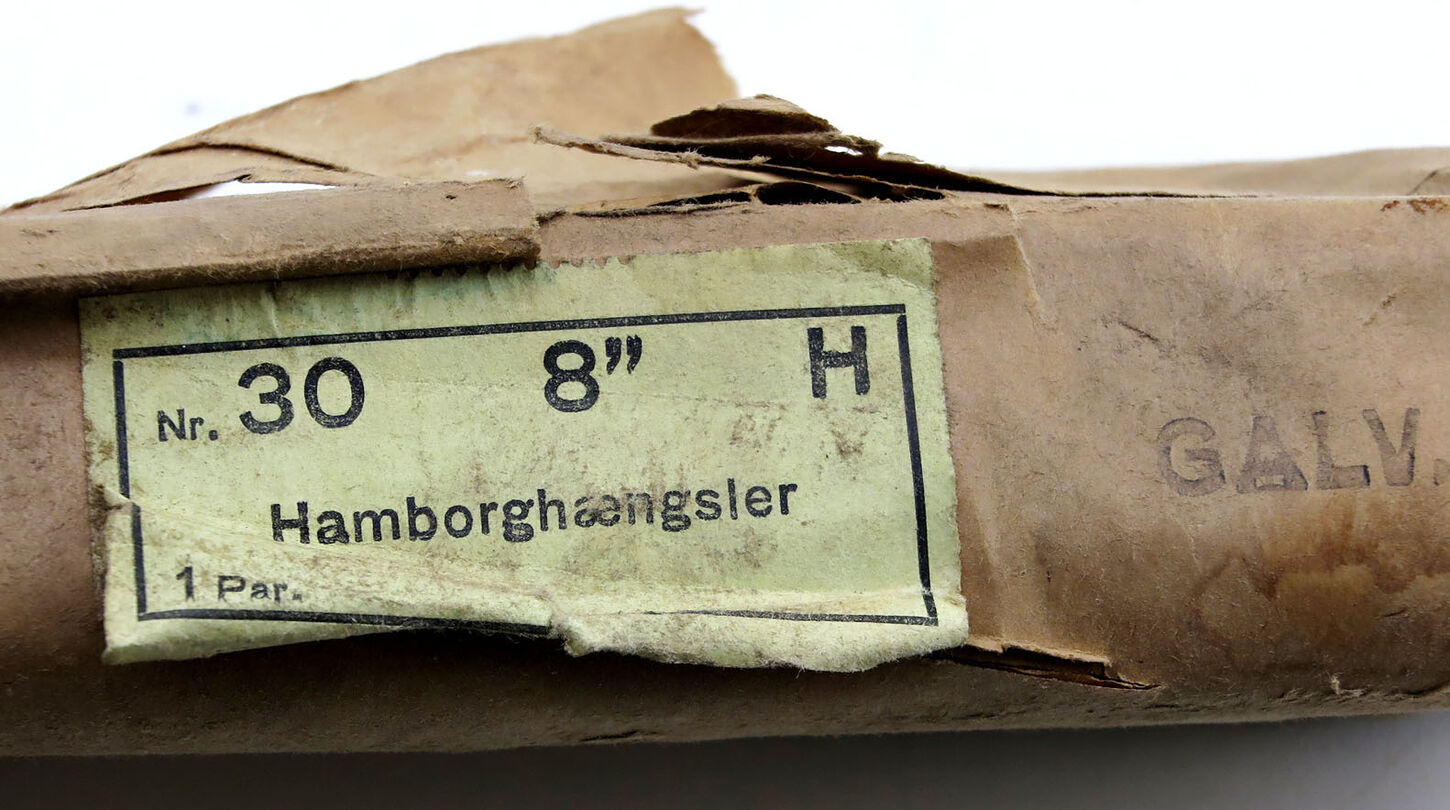 Nr. 30 8” H
Hamborghængsler
1 Par.
GALV.